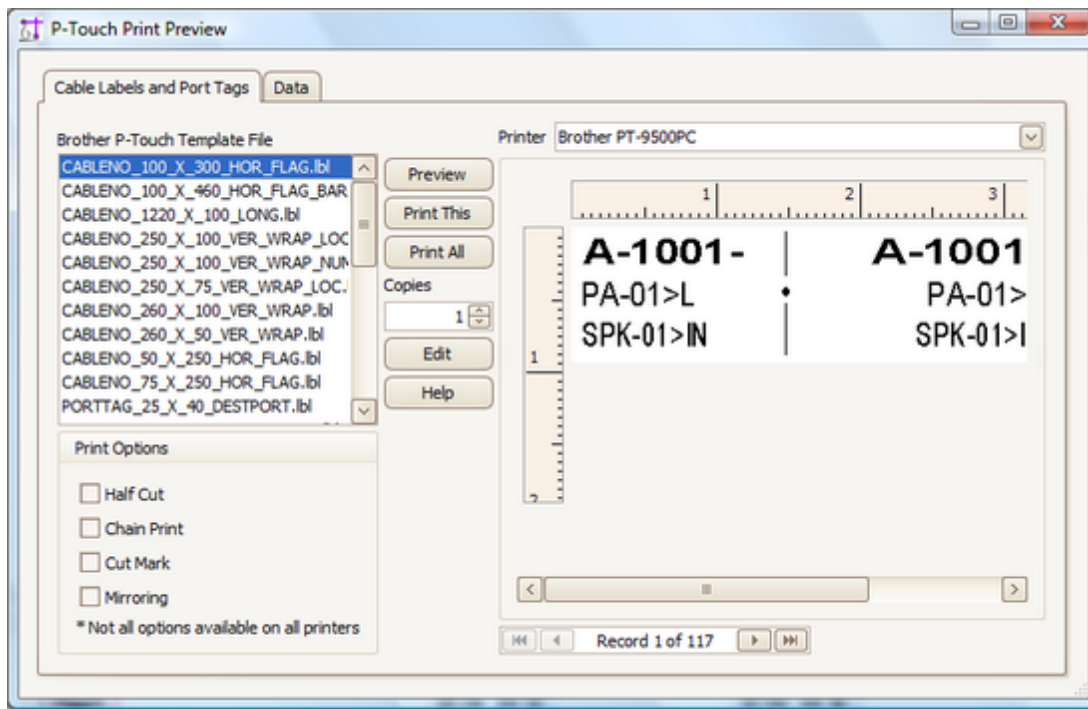 P-Touch Print Preview
Cable Labels and Port Tags
Data
Brother P-Touch Template File
CABLENO_100_X_300_HOR_FLAG.lbl
CABLENO_100_X_460_HOR_FLAG_BAR
CABLENO_1220_X_100_LONG.lbl
CABLENO_250_X_100_VER_WRAP_LOC
CABLENO_250_X_100_VER_WRAP_NUM
CABLENO_250_X_75_VER_WRAP_LOC.
CABLENO_260_X_100_VER_WRAP.lbl
CABLENO_260_X_50_VER_WRAP.lbl
CABLENO_50_X_250_HOR_FLAG.lbl
CABLENO_75_X_250_HOR_FLAG.lbl
PORTTAG_25_X_40_DESTPORT.lbl
Print Options
Half Cut
Chain Print
Cut Mark
Mirroring
* Not all options available on all printers
Preview
Print This
Print All
Copies
1
Edit
Help
Printer Brother PT-9500PC
1 2 3
A-1001- A-1001
PA-01>L PA-01>
SPK-01>IN SPK-01>I
1
2
Record 1 of 117